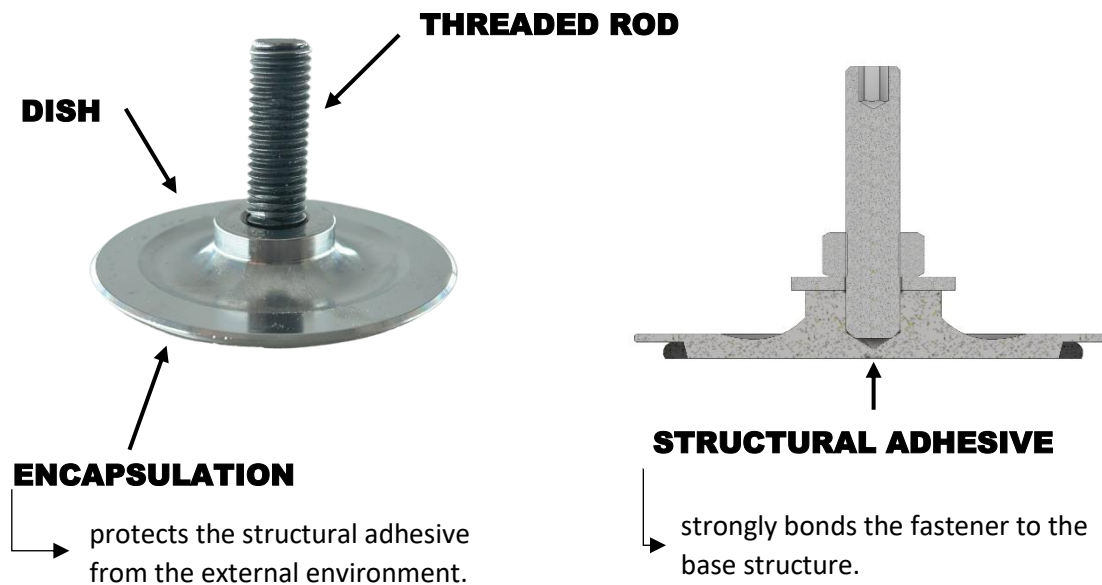 THREADED ROD
DISH
ENCAPSULATION
protects the structural adhesive
from the external environment.
STRUCTURAL ADHESIVE
strongly bonds the fastener to the
base structure.